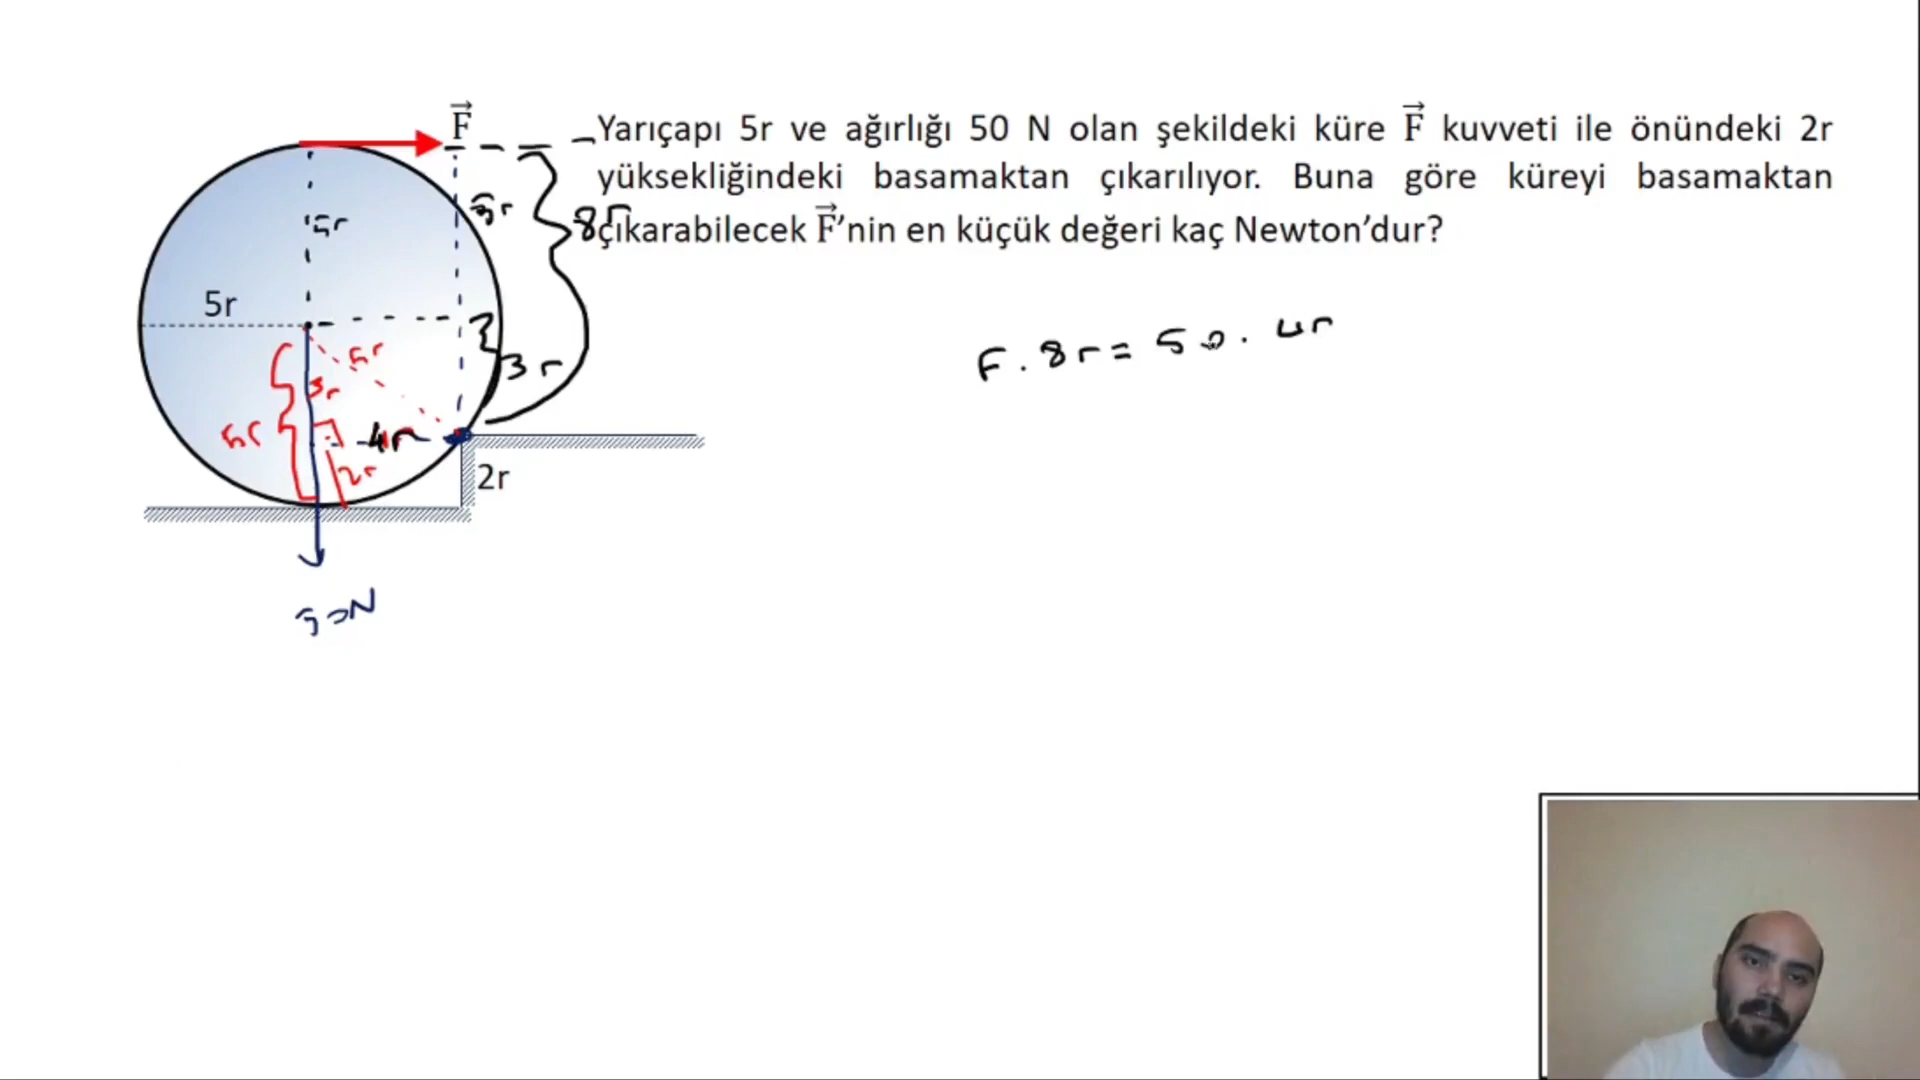 F
Yarıçapı 5r ve ağırlığı 50 N olan şekildeki küre F kuvveti ile önündeki 2r
yüksekliğindeki basamaktan çıkarılıyor. Buna göre küreyi basamaktan
çıkarabilecek F'nin en küçük değeri kaç Newton'dur?
5r
5r
8r
5r
F. 8r = 50. 4r
5r
3r
3r
5r
4r
2r
2r
50N